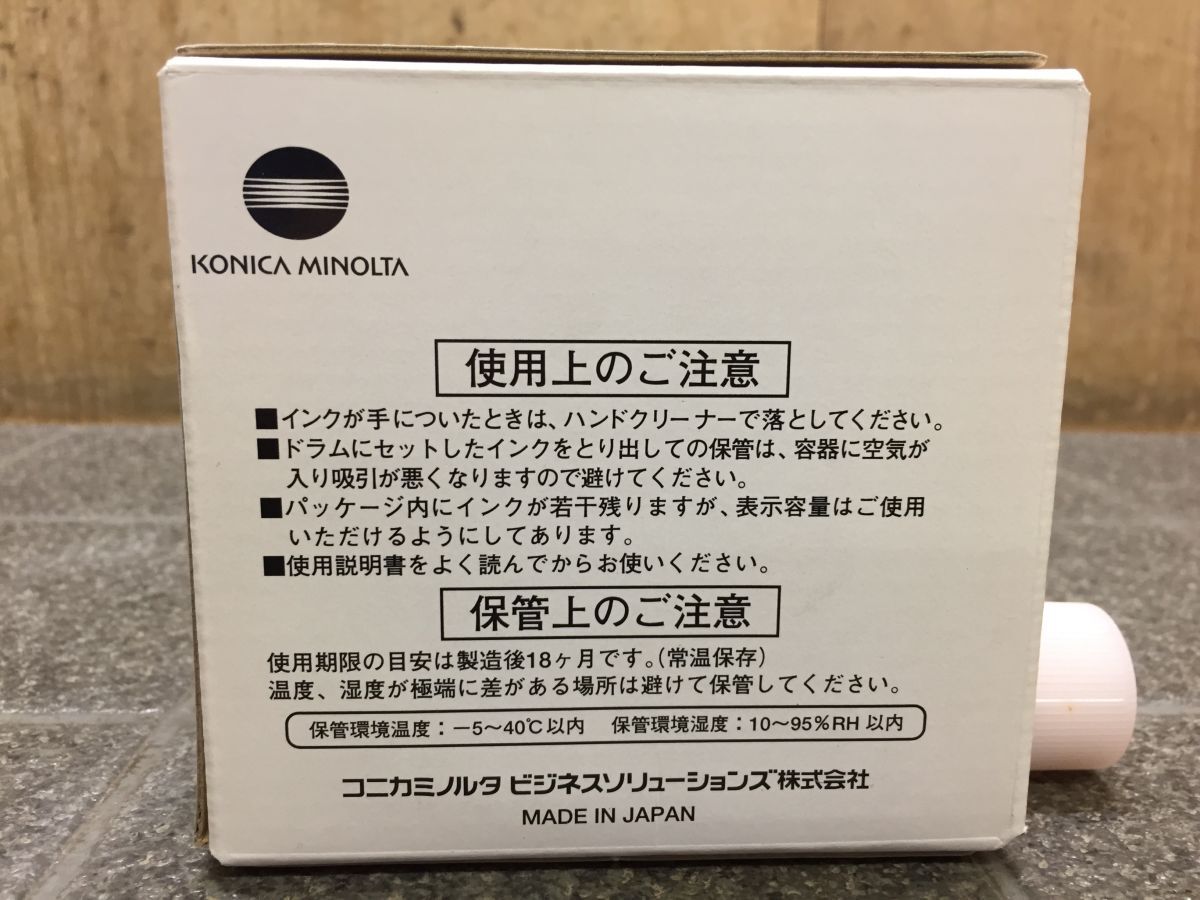 KONICA MINOLTA
使用上のご注意
■インクが手についたときは、ハンドクリーナーで落としてください。
■ドラムにセットしたインクをとり出しての保管は、容器に空気が
入り吸引が悪くなりますので避けてください。
■パッケージ内にインクが若干残りますが、表示容量はご使用
いただけるようにしてあります。
■使用説明書をよく読んでからお使いください。
保管上のご注意
使用期限の目安は製造後18ヶ月です。(常温保存)
温度、湿度が極端に差がある場所は避けて保管してください。
保管環境温度：−5〜40℃以内 保管環境湿度：10〜95%RH以内
コニカミノルタ ビジネスソリューションズ株式会社
MADE IN JAPAN